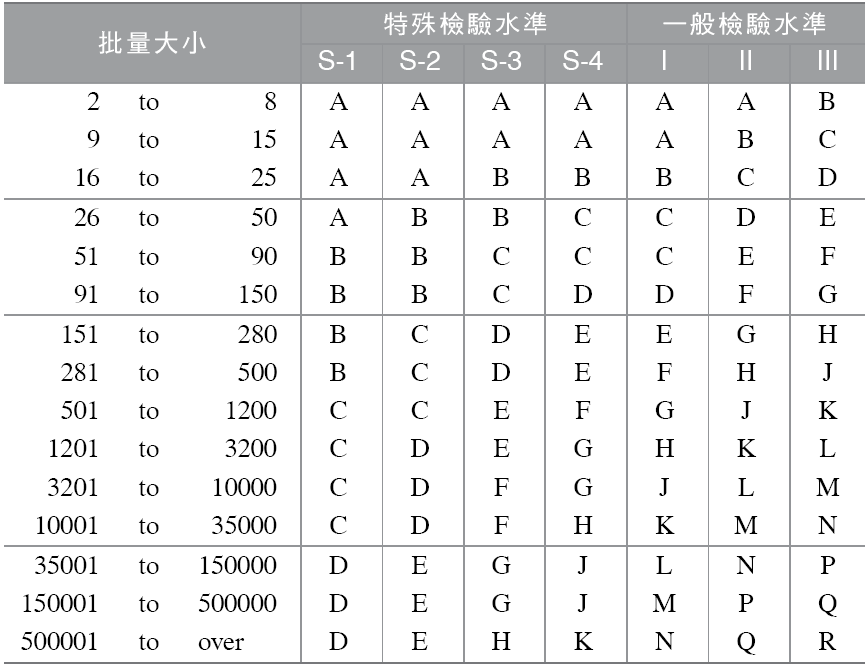 批量大小 特殊檢驗水準 一般檢驗水準
S-1 S-2 S-3 S-4 I II III
2 to 8 A A A A A A B
9 to 15 A A A A A B C
16 to 25 A A B B B C D
26 to 50 A B B C C D E
51 to 90 B B C C C E F
91 to 150 B B C D D F G
151 to 280 B C D E E G H
281 to 500 B C D E F H J
501 to 1200 C C E F G J K
1201 to 3200 C D E G H K L
3201 to 10000 C D F G J L M
10001 to 35000 C D F H K M N
35001 to 150000 D E G J L N P
150001 to 500000 D E G J M P Q
500001 to over D E H K N Q R